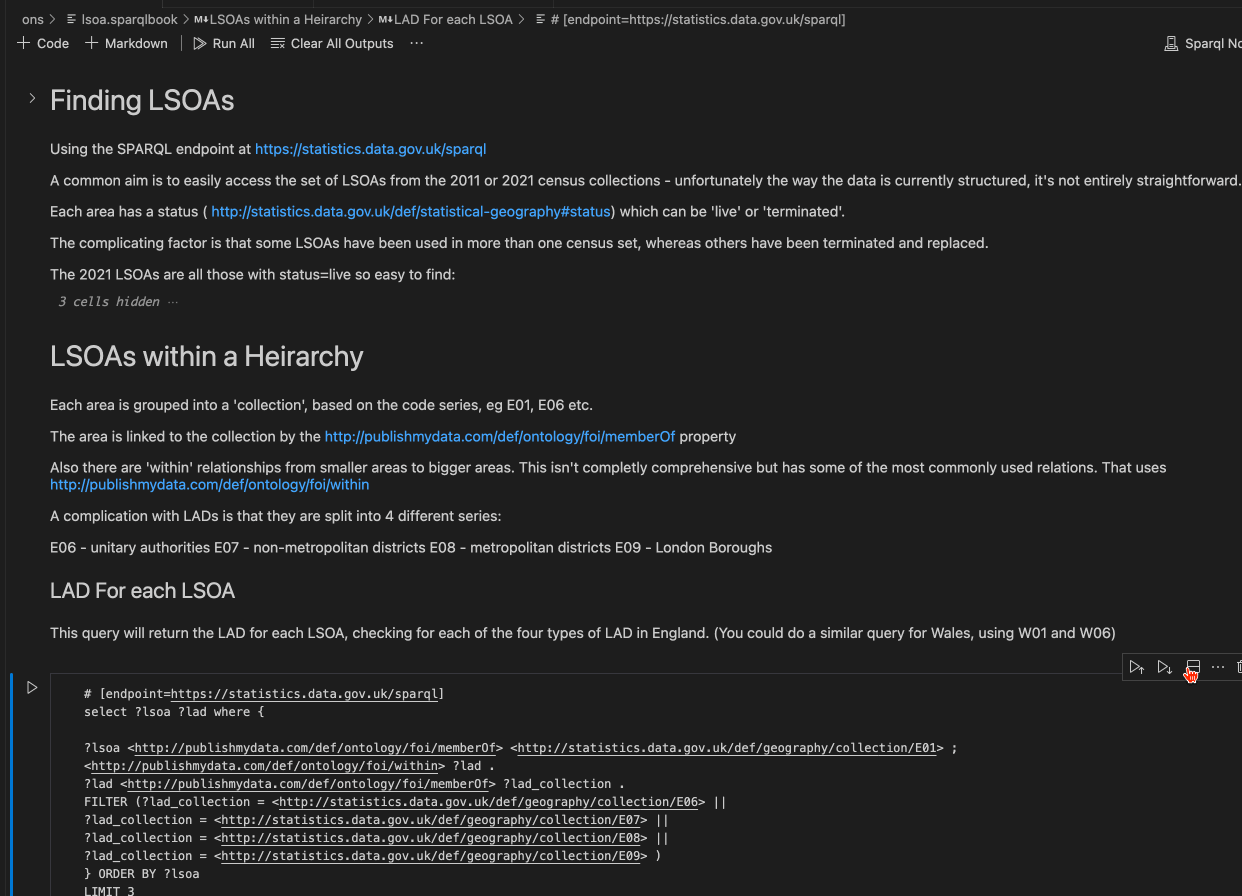 ons > lsoa.sparqlbook > M↓LSOAs within a Heirarchy > M↓LAD For each LSOA > # [endpoint=https://statistics.data.gov.uk/sparql]
+ Code + Markdown Run All Clear All Outputs ··· Sparql No
Finding LSOAs
Using the SPARQL endpoint at https://statistics.data.gov.uk/sparql
A common aim is to easily access the set of LSOAs from the 2011 or 2021 census collections - unfortunately the way the data is currently structured, it's not entirely straightforward.
Each area has a status ( http://statistics.data.gov.uk/def/statistical-geography#status) which can be 'live' or 'terminated'.
The complicating factor is that some LSOAs have been used in more than one census set, whereas others have been terminated and replaced.
The 2021 LSOAs are all those with status=live so easy to find:
3 cells hidden ···
LSOAs within a Heirarchy
Each area is grouped into a 'collection', based on the code series, eg E01, E06 etc.
The area is linked to the collection by the http://publishmydata.com/def/ontology/foi/memberOf property
Also there are 'within' relationships from smaller areas to bigger areas. This isn't completly comprehensive but has some of the most commonly used relations. That uses
http://publishmydata.com/def/ontology/foi/within
A complication with LADs is that they are split into 4 different series:
E06 - unitary authorities E07 - non-metropolitan districts E08 - metropolitan districts E09 - London Boroughs
LAD For each LSOA
This query will return the LAD for each LSOA, checking for each of the four types of LAD in England. (You could do a similar query for Wales, using W01 and W06)
# [endpoint=https://statistics.data.gov.uk/sparql]
select ?lsoa ?lad where {
?lsoa <http://publishmydata.com/def/ontology/foi/memberOf> <http://statistics.data.gov.uk/def/geography/collection/E01> ;
<http://publishmydata.com/def/ontology/foi/within> ?lad .
?lad <http://publishmydata.com/def/ontology/foi/memberOf> ?lad_collection .
FILTER (?lad_collection = <http://statistics.data.gov.uk/def/geography/collection/E06> ||
?lad_collection = <http://statistics.data.gov.uk/def/geography/collection/E07> ||
?lad_collection = <http://statistics.data.gov.uk/def/geography/collection/E08> ||
?lad_collection = <http://statistics.data.gov.uk/def/geography/collection/E09> )
} ORDER BY ?lsoa
LIMIT 3